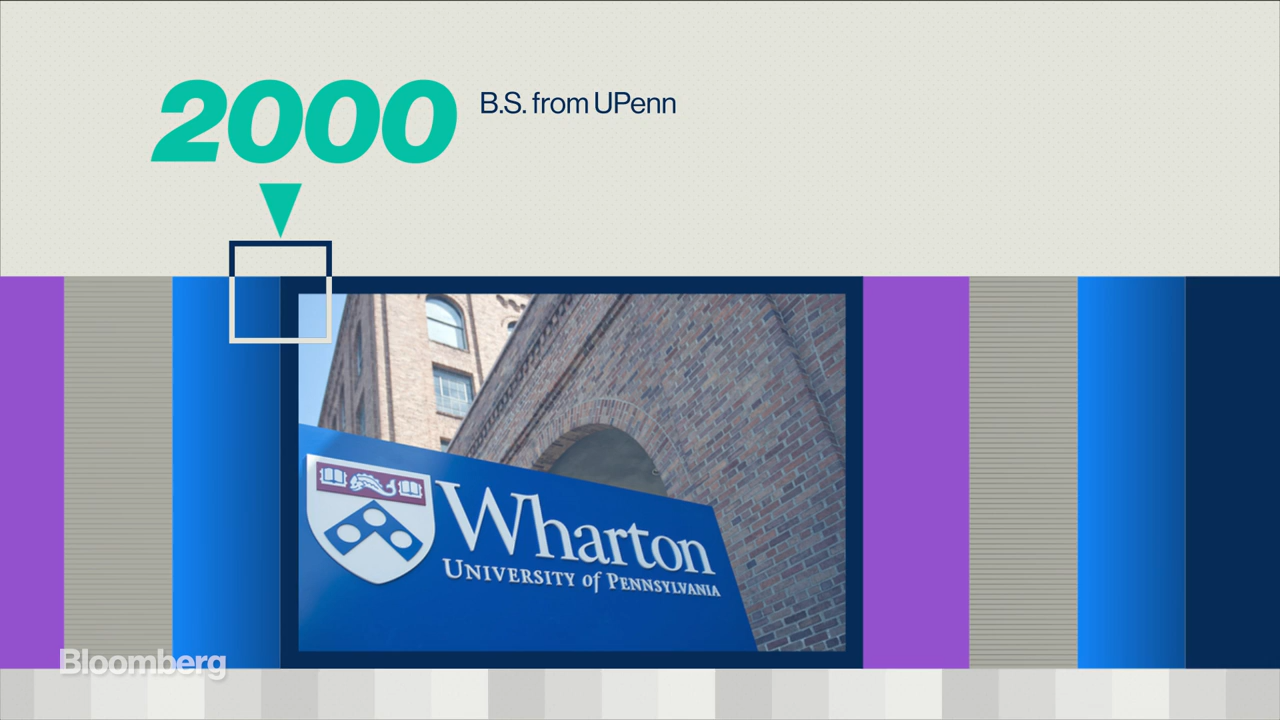 2000
B.S. from UPenn
Wharton
UNIVERSITY of PENNSYLVANIA
Bloomberg